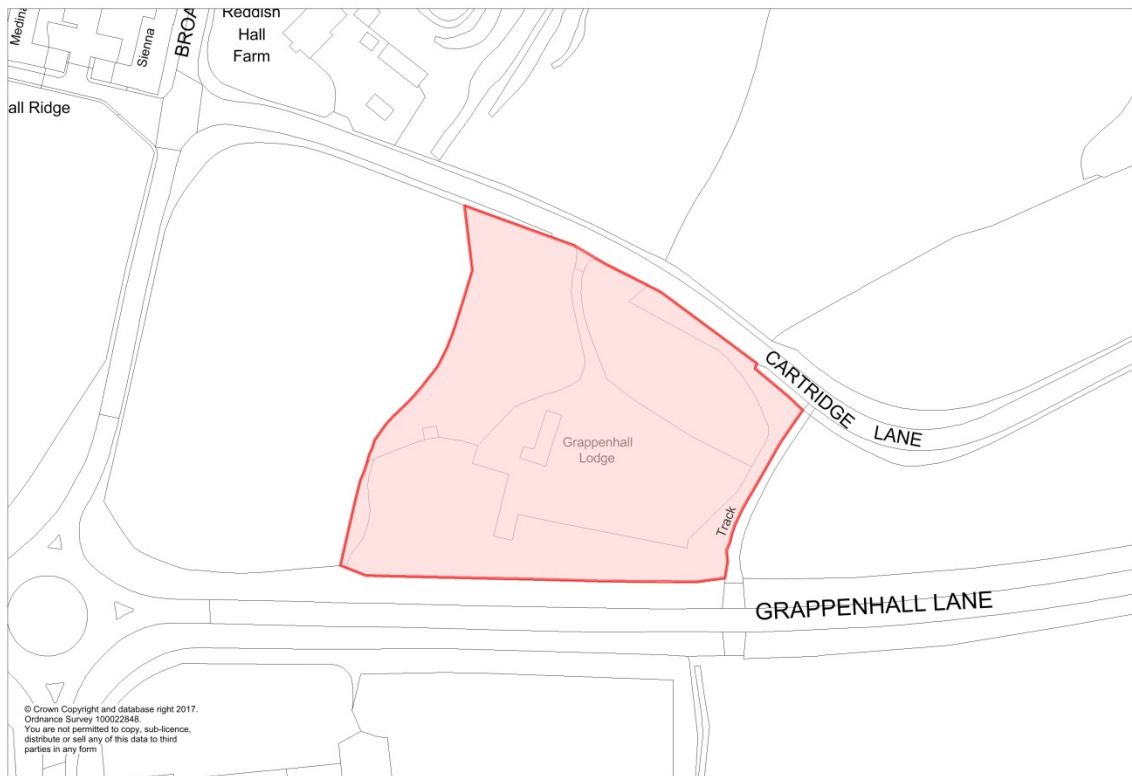 Reddish
Hall
Farm
Medina
Sienna
BROA
all Ridge
CARTRIDGE LANE
Grappenhall
Lodge
Track
GRAPPENHALL LANE
© Crown Copyright and database right 2017.
Ordnance Survey 100022848.
You are not permitted to copy, sub-licence,
distribute or sell any of this data to third
parties in any form